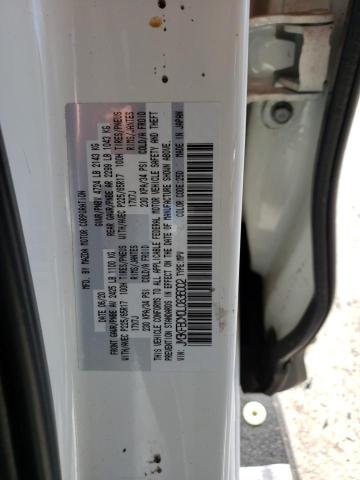 MFD. BY MAZDA MOTOR CORPORATION
DATE: 06/20 GVWR/PNBV 4724 LB 2143 KG
FRONT GAWR/PNBE AV 2425 LB 1100 KG REAR GAWR/PNBE AR 2299 LB 1043 KG
WITH/AVEC P225/65R17 100H TIRES/PNEUS WITH/AVEC P225/65R17 100H TIRES/PNEUS
17X7J RIMS/JANTES 17X7J RIMS/JANTES
230 KPA/34 PSI COLD/A FROID 230 KPA/34 PSI COLD/A FROID
THIS VEHICLE CONFORMS TO ALL APPLICABLE FEDERAL MOTOR VEHICLE SAFETY AND THEFT
PREVENTION STANDARDS IN EFFECT ON THE DATE OF MANUFACTURE SHOWN ABOVE.
VIN: TYPE:MPV COLOR CODE:25D MADE IN JAPAN